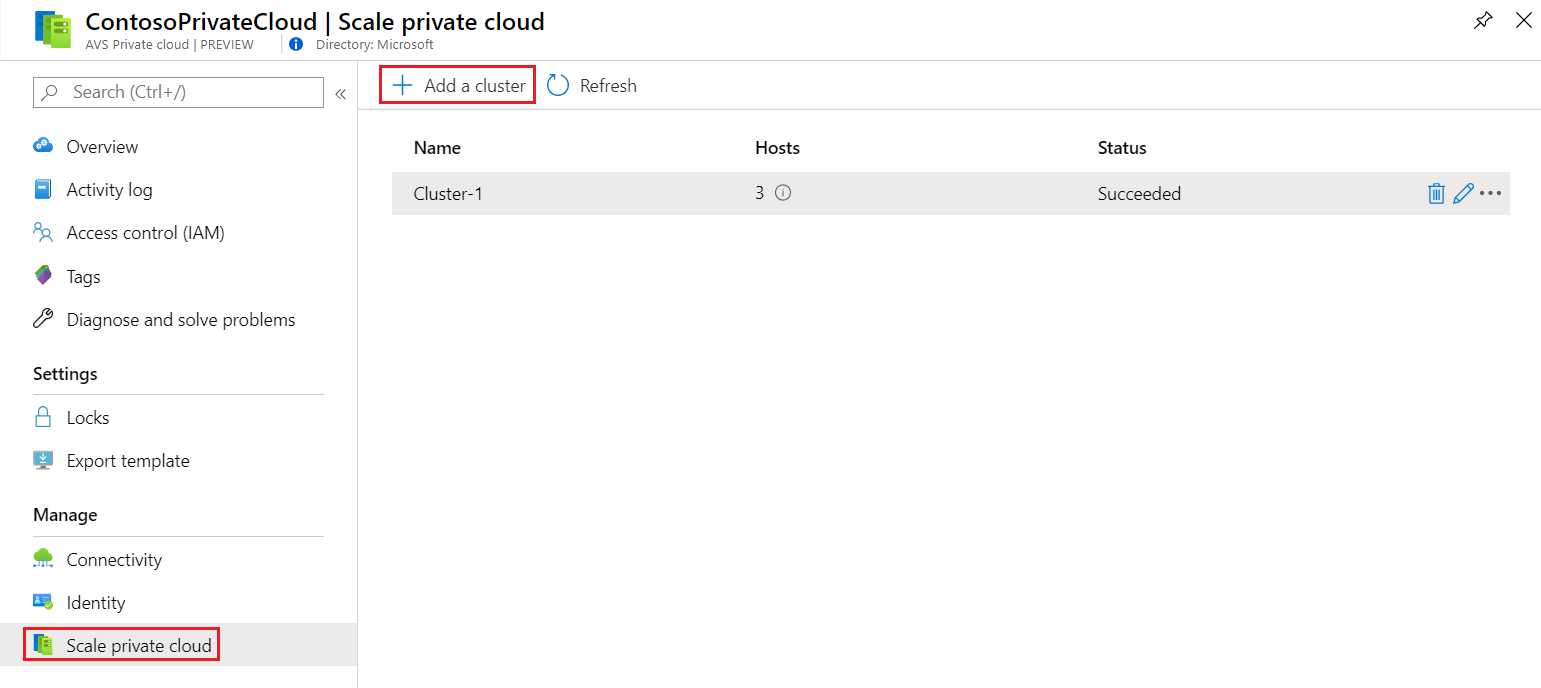 ContosoPrivateCloud | Scale private cloud
AVS Private cloud | PREVIEW Directory: Microsoft
Search (Ctrl+/)
Overview
Activity log
Access control (IAM)
Tags
Diagnose and solve problems
Settings
Locks
Export template
Manage
Connectivity
Identity
Scale private cloud
Add a cluster Refresh
Name Hosts Status
Cluster-1 3 Succeeded